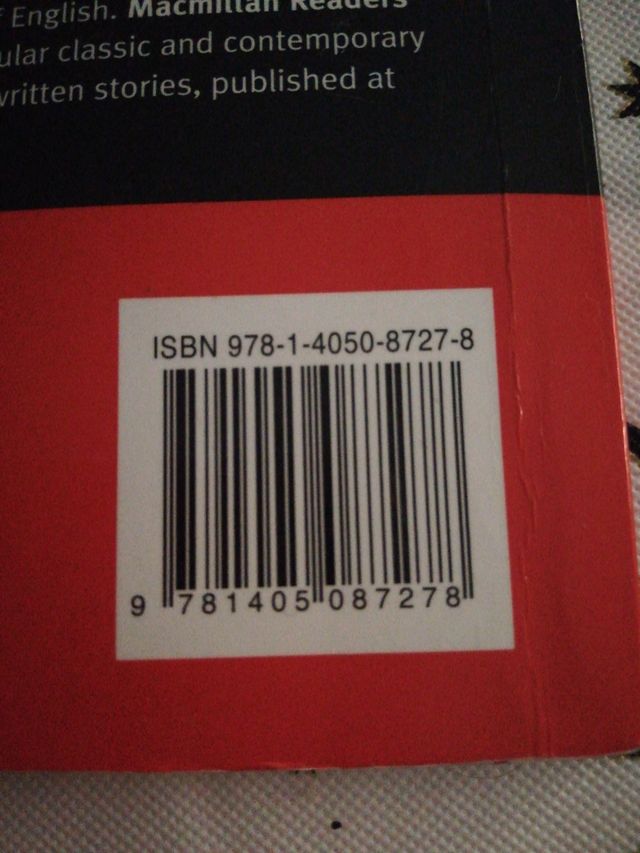 f English. Macmillan Readers
ular classic and contemporary
written stories, published at
ISBN 978-1-4050-8727-8
9 781405 087278